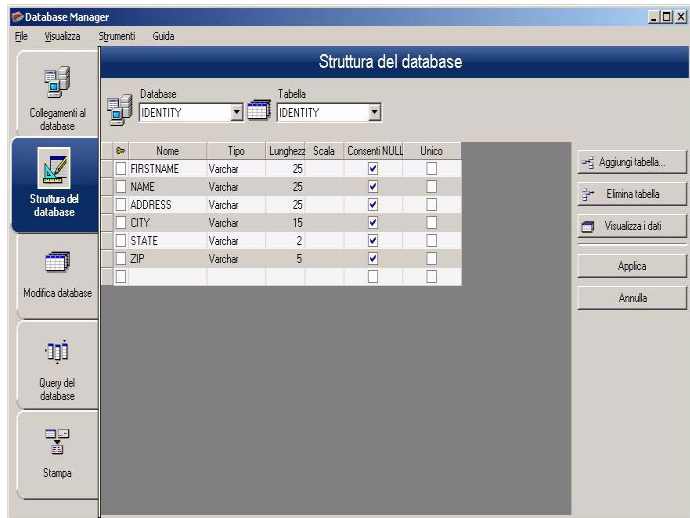 Database Manager
File Visualizza Strumenti Guida
Struttura del database
Collegamenti al
database
Struttura del
database
Modifica database
Query del
database
Stampa
Database
IDENTITY
Tabella
IDENTITY
Nome Tipo Lunghezz Scala Consenti NULL Unico
FIRSTNAME Varchar 25
NAME Varchar 25
ADDRESS Varchar 25
CITY Varchar 15
STATE Varchar 2
ZIP Varchar 5
Aggiungi tabella...
Elimina tabella
Visualizza i dati
Applica
Annulla